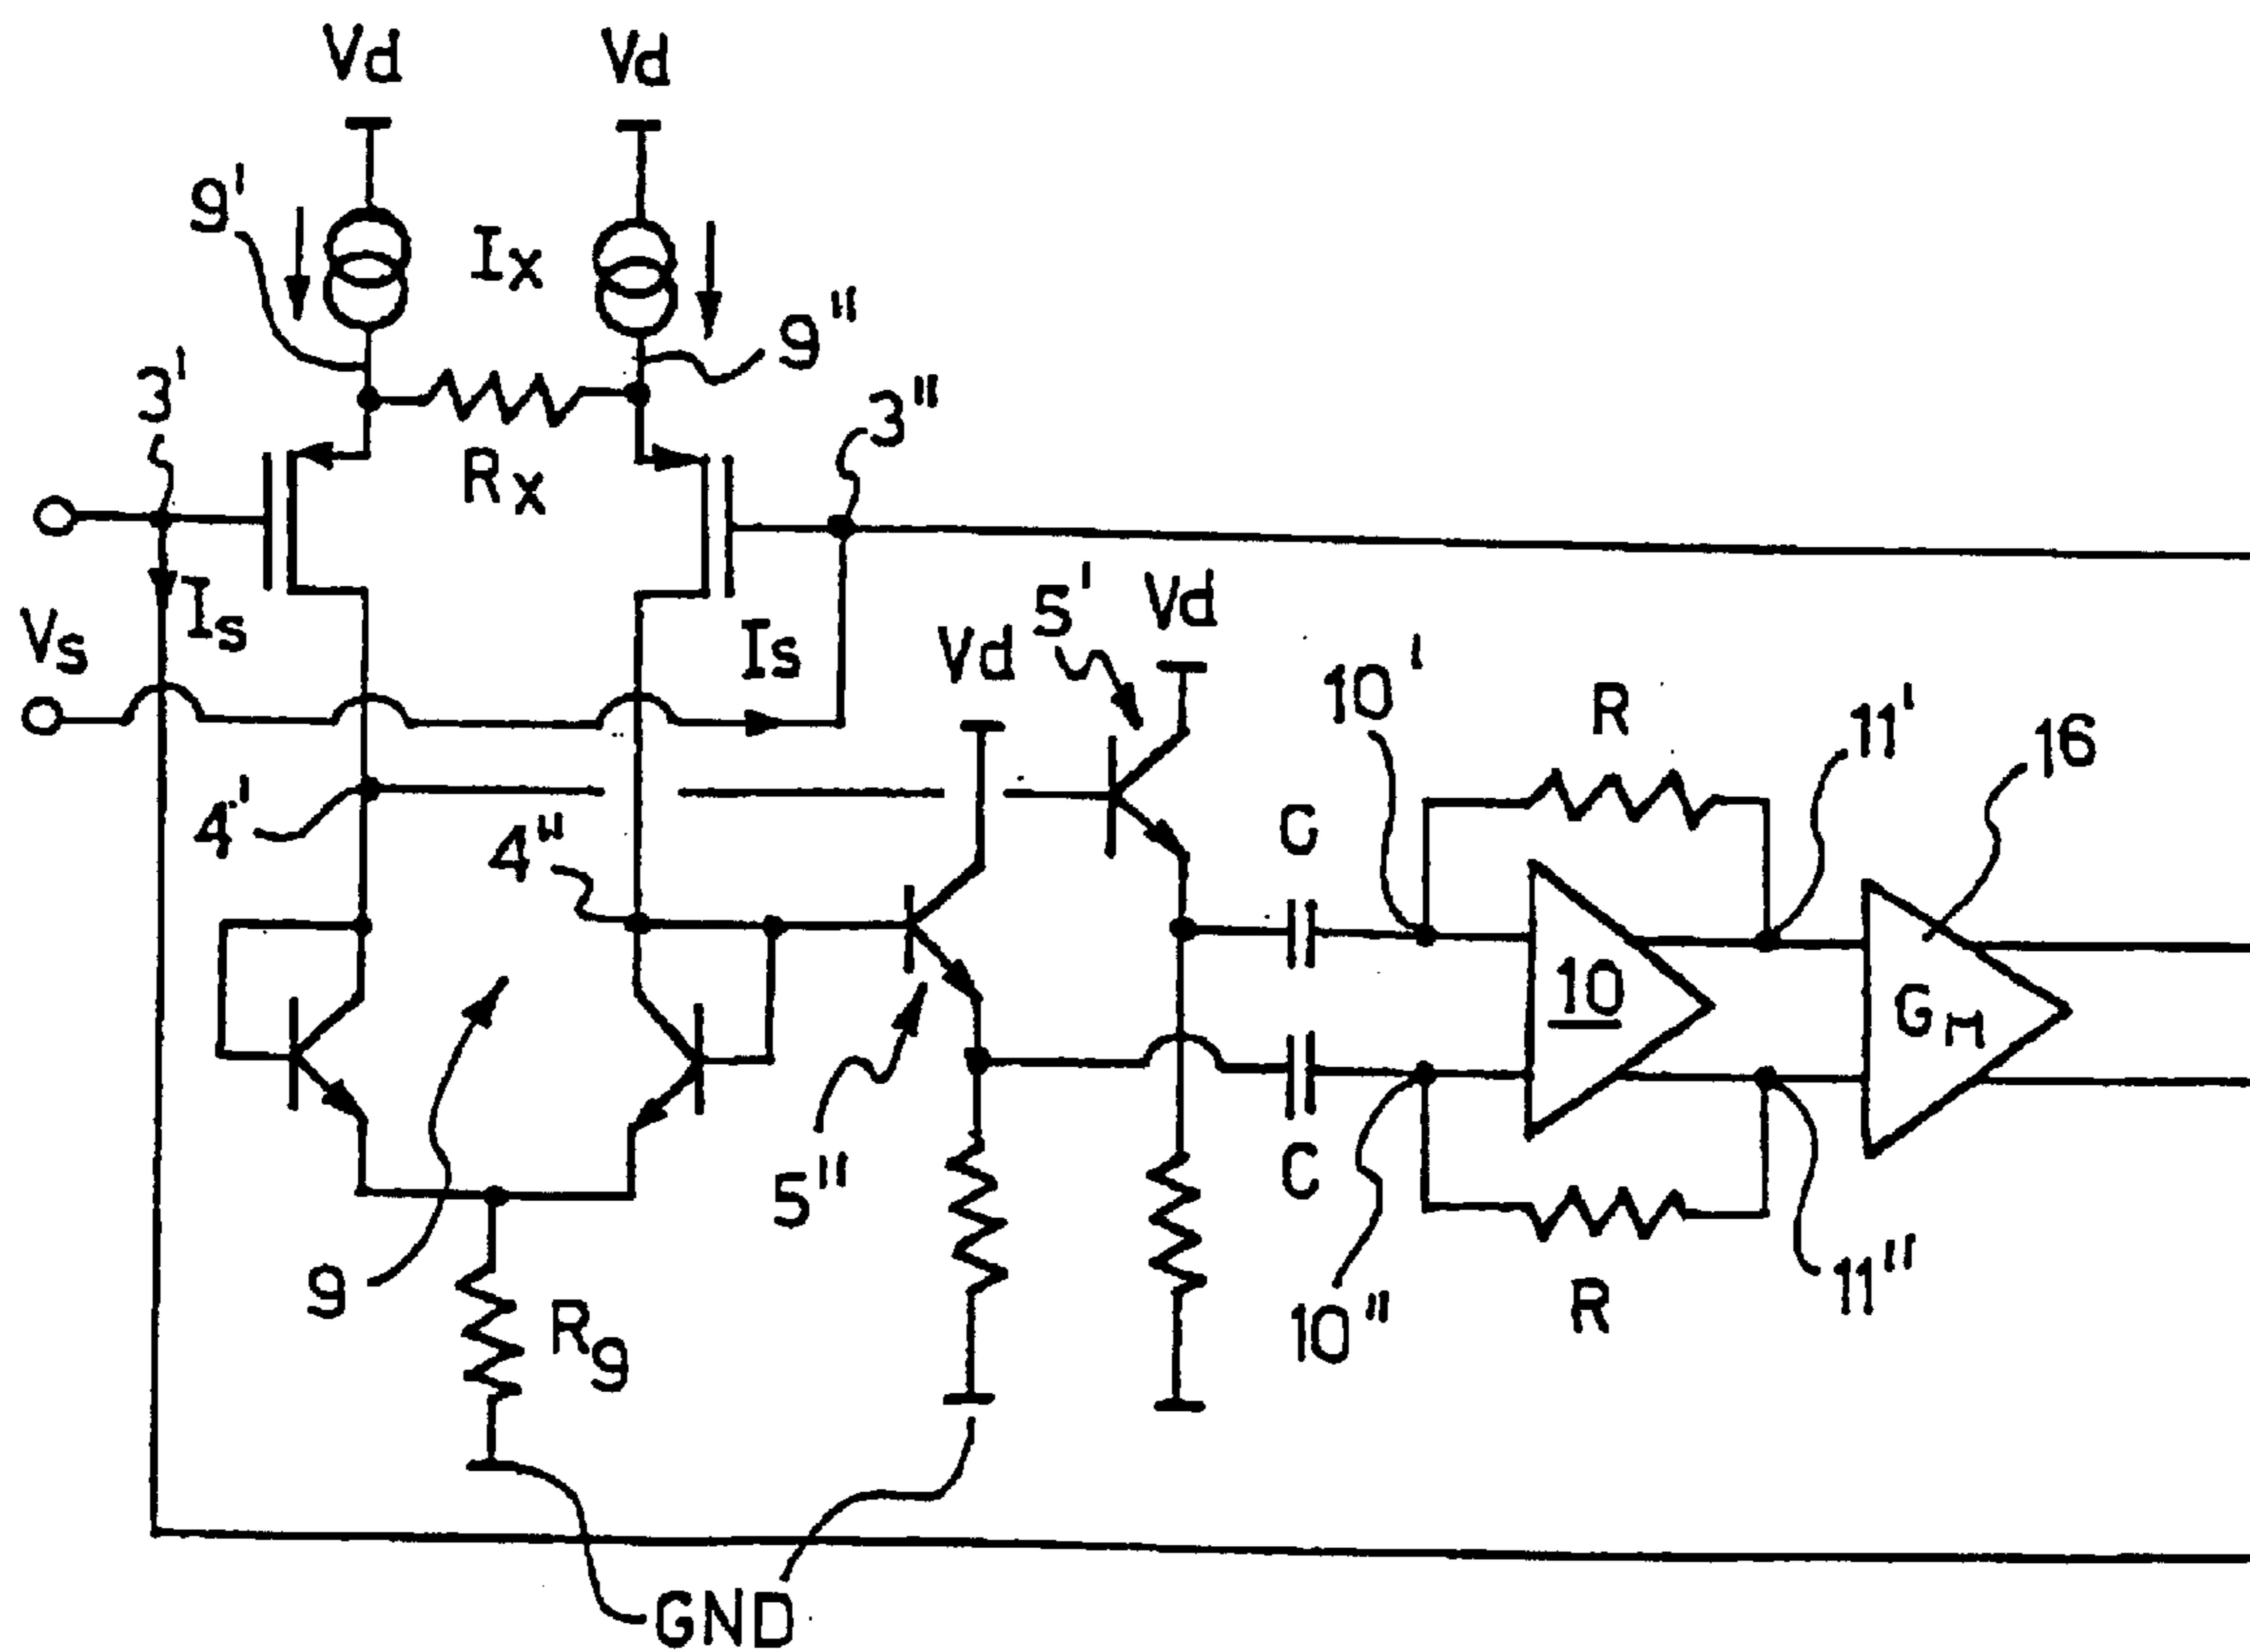 Vd
Vd
9'
Ix
9"
3'
3"
Rx
Is
Vs
Is
5'
Vd
Vd
10'
R
11'
16
4'
4"
C
10
GM
9
5"
C
R9
10"
R
11"
GND